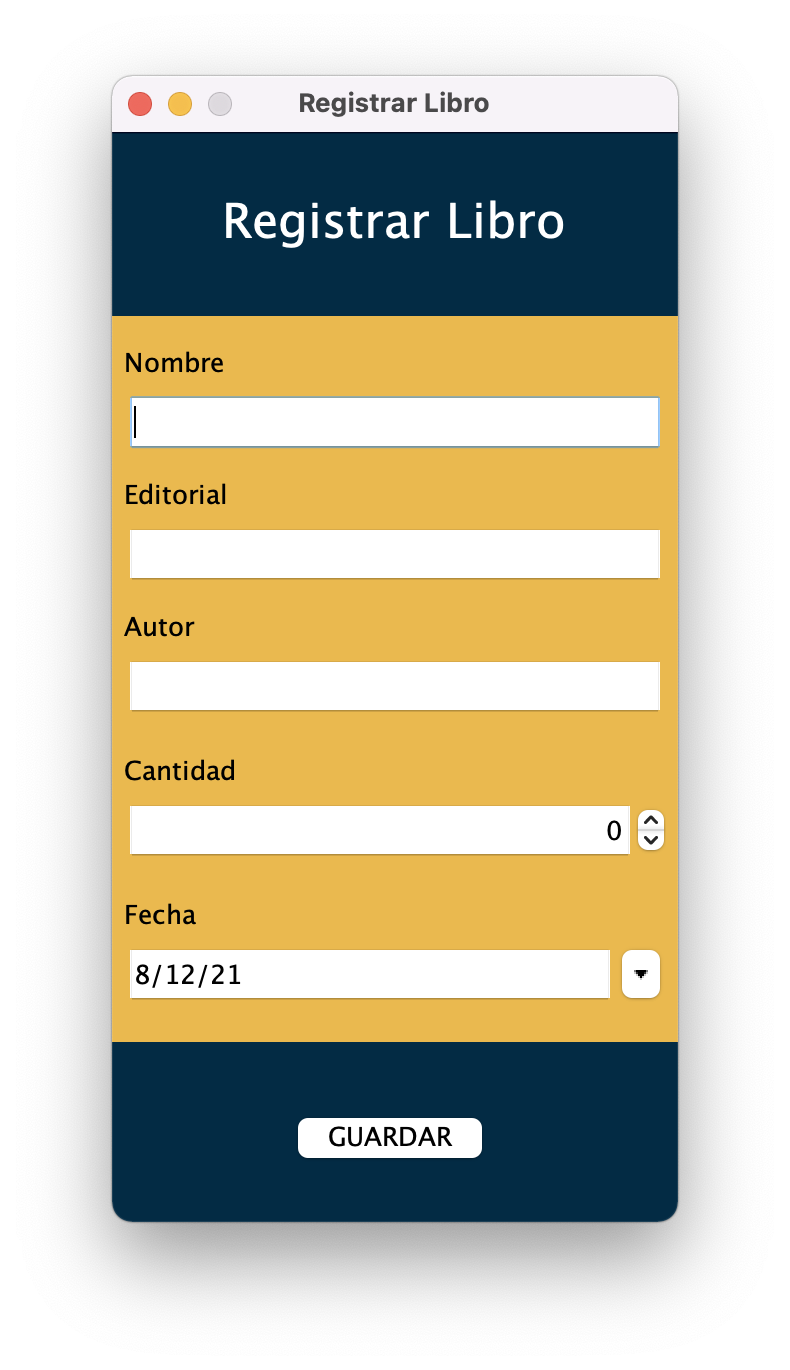 Registrar Libro
Registrar Libro
Nombre
Editorial
Autor
Cantidad
0
Fecha
8/12/21
GUARDAR